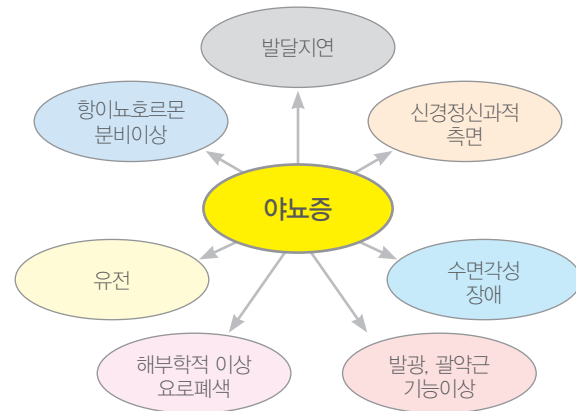 발달지연
항이뇨호르몬
분비이상
신경정신과적
측면
야뇨증
유전
수면각성
장애
해부학적 이상
요로폐색
발광, 괄약근
기능이상